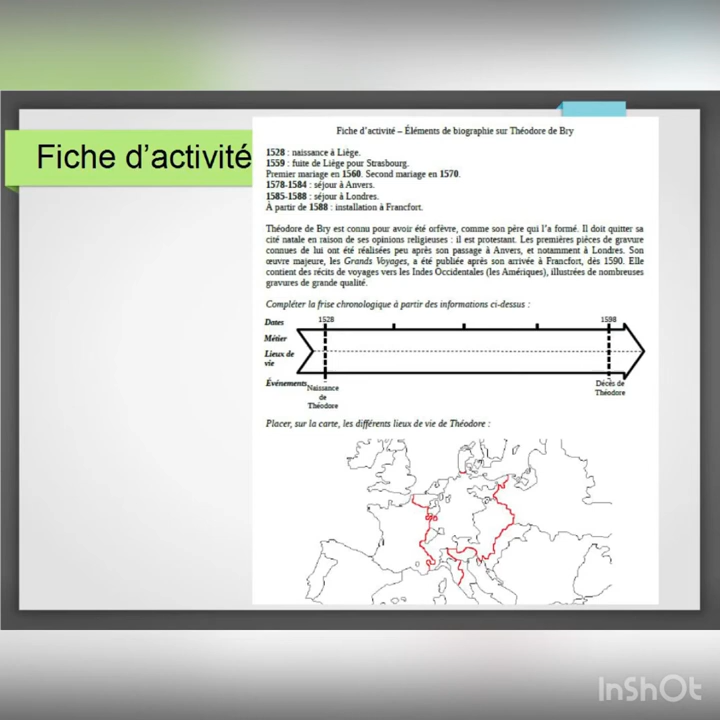 Fiche d'activité
Fiche d'activité – Éléments de biographie sur Théodore de Bry
1528 : naissance à Liège.
1559 : fuite de Liège pour Strasbourg.
Premier mariage en 1560. Second mariage en 1570.
1578-1584 : séjour à Anvers.
1585-1588 : séjour à Londres.
À partir de 1588 : installation à Francfort.
Théodore de Bry est connu pour avoir été orfèvre, comme son père qui l'a formé. Il doit quitter sa
cité natale en raison de ses opinions religieuses : il est protestant. Les premières pièces de gravure
connues de lui ont été réalisées peu après son passage à Anvers, et notamment à Londres. Son
œuvre majeure, les Grands Voyages, a été publiée après son arrivée à Francfort, dès 1590. Elle
contient des récits de voyages vers les Indes Occidentales (les Amériques), illustrées de nombreuses
gravures de grande qualité.
Compléter la frise chronologique à partir des informations ci-dessus :
Dates 1528 1598
Métier
Lieux de
vie
Événements
Naissance
de
Théodore
Décès de
Théodore
Placer, sur la carte, les différents lieux de vie de Théodore :
InShOt